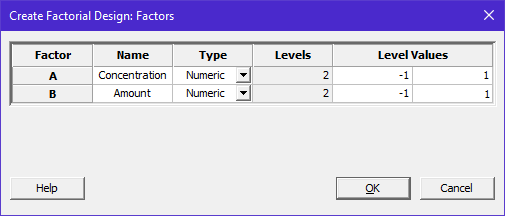 Create Factorial Design: Factors
Factor Name Type Levels Level Values
A Concentration Numeric 2 -1 1
B Amount Numeric 2 -1 1
Help OK Cancel